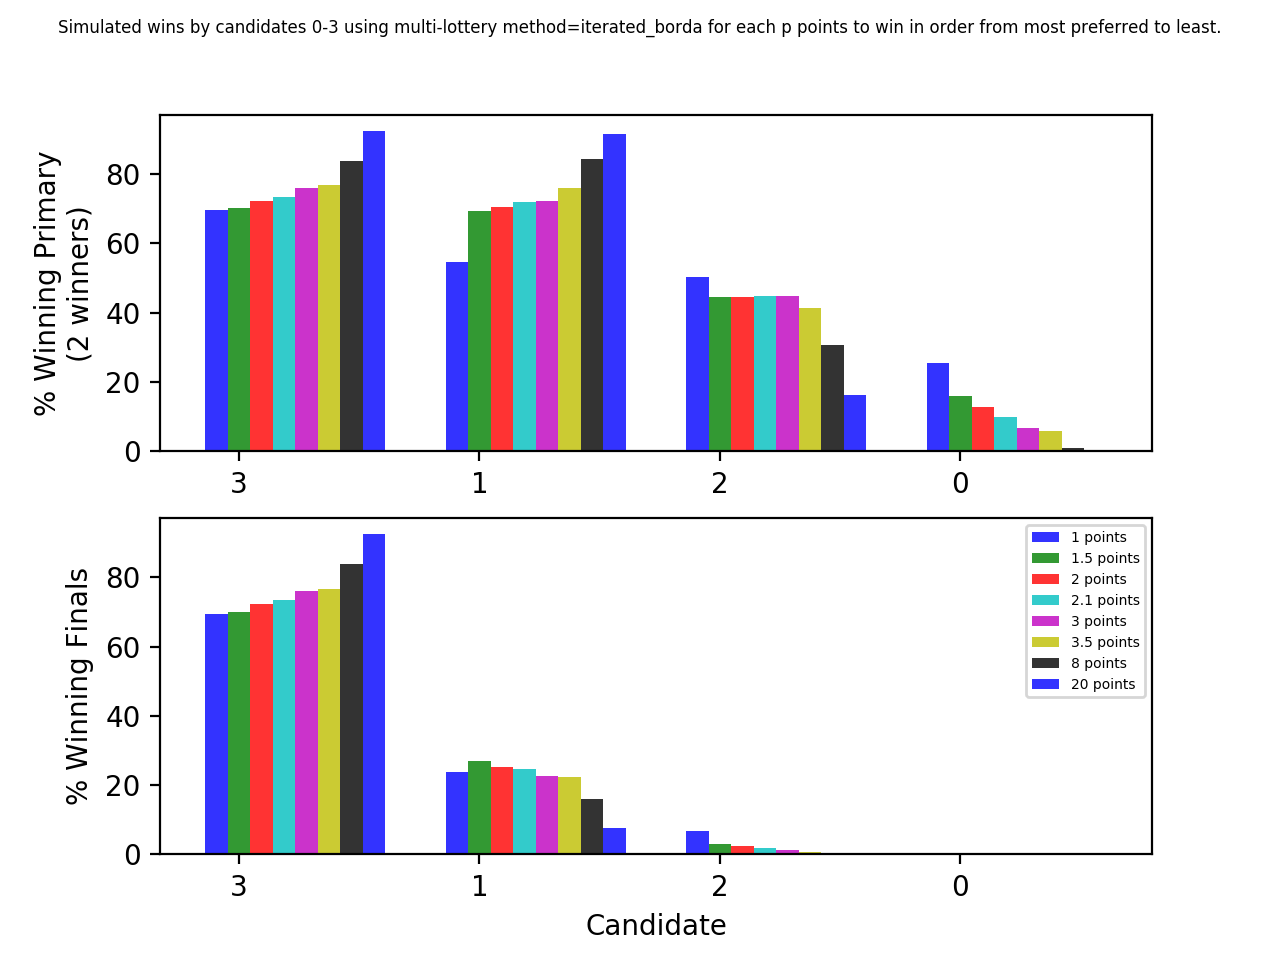 Simulated wins by candidates 0-3 using multi-lottery method=iterated_borda for each p points to win in order from most preferred to least.
% Winning Primary
(2 winners)
80
60
40
20
0
3 1 2 0
% Winning Finals
80
60
40
20
0
1 points
1.5 points
2 points
2.1 points
3 points
3.5 points
8 points
20 points
3 1 2 0
Candidate